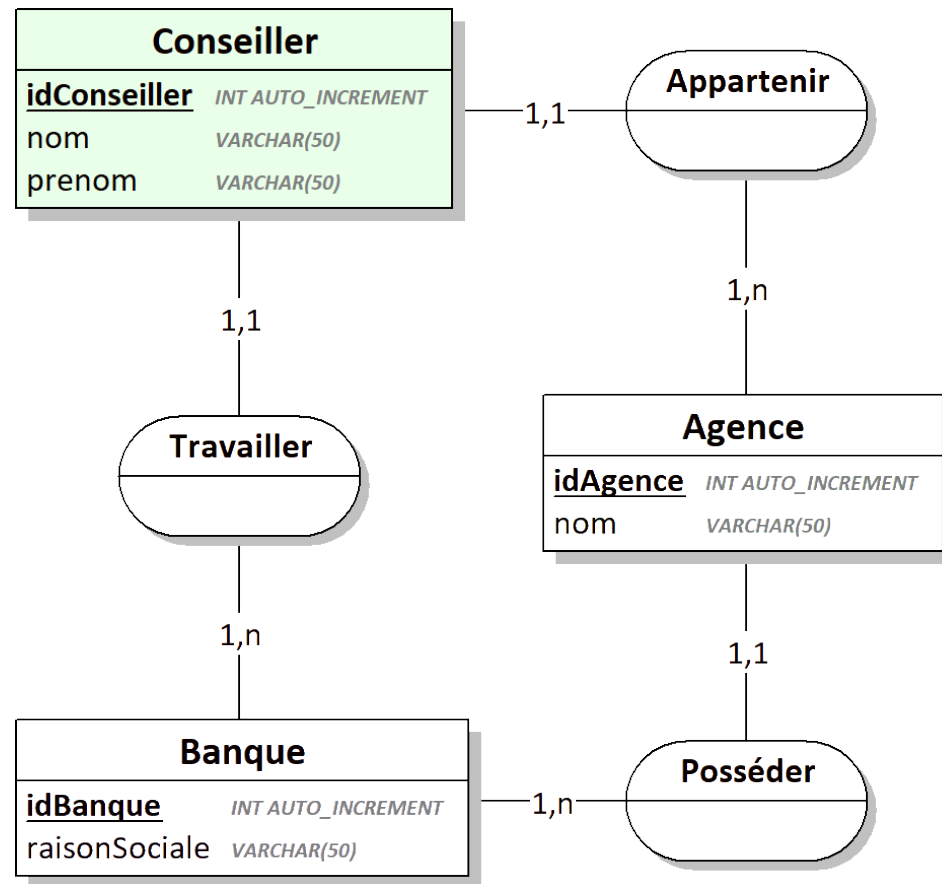 Conseiller
idConseiller INT AUTO_INCREMENT
nom VARCHAR(50)
prenom VARCHAR(50)
1,1
Appartenir
1,n
1,1
Travailler
Agence
idAgence INT AUTO_INCREMENT
nom VARCHAR(50)
1,n
1,1
Banque
idBanque INT AUTO_INCREMENT
raisonSociale VARCHAR(50)
1,n
Posséder